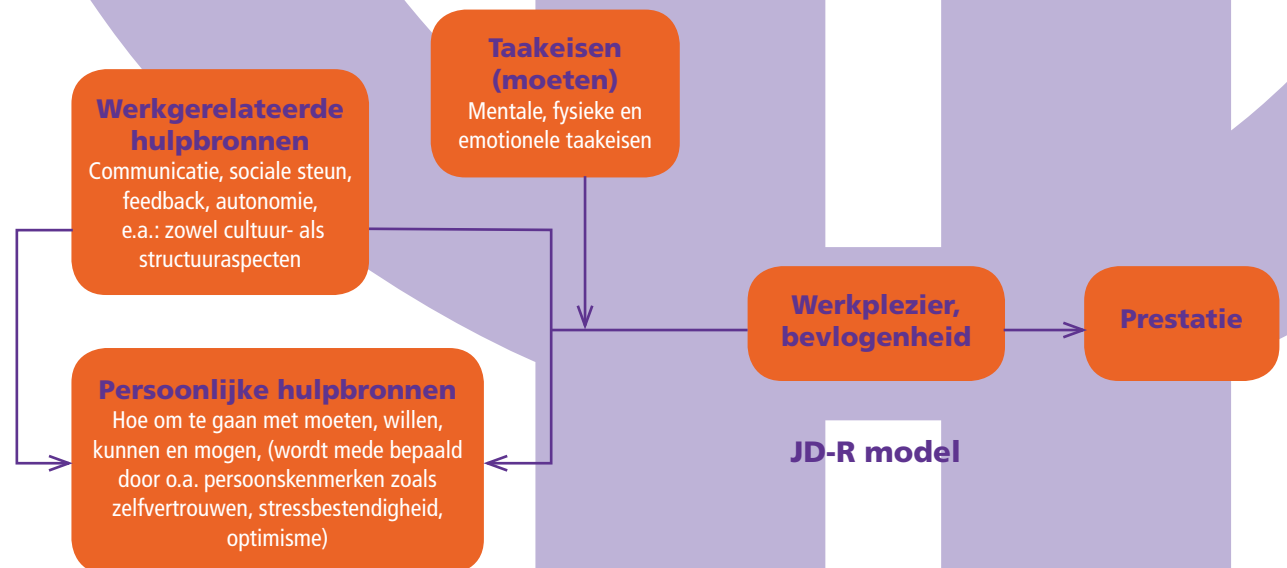 Taakeisen
(moeten)
Mentale, fysieke en
emotionele taakeisen
Werkgerelateerde
hulpbronnen
Communicatie, sociale steun,
feedback, autonomie,
e.a.: zowel cultuur- als
structuuraspecten
Werkplezier,
bevlogenheid
Prestatie
Persoonlijke hulpbronnen
Hoe om te gaan met moeten, willen,
kunnen en mogen, (wordt mede bepaald
door o.a. persoonskenmerken zoals
zelfvertrouwen, stressbestendigheid,
optimisme)
JD-R model